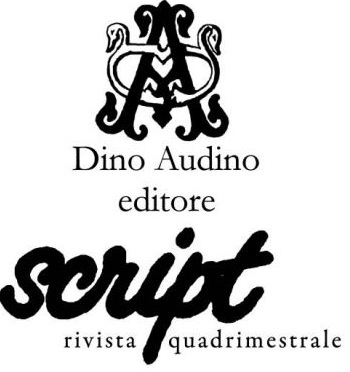 Dino Audino
editore
script
rivista quadrimestrale